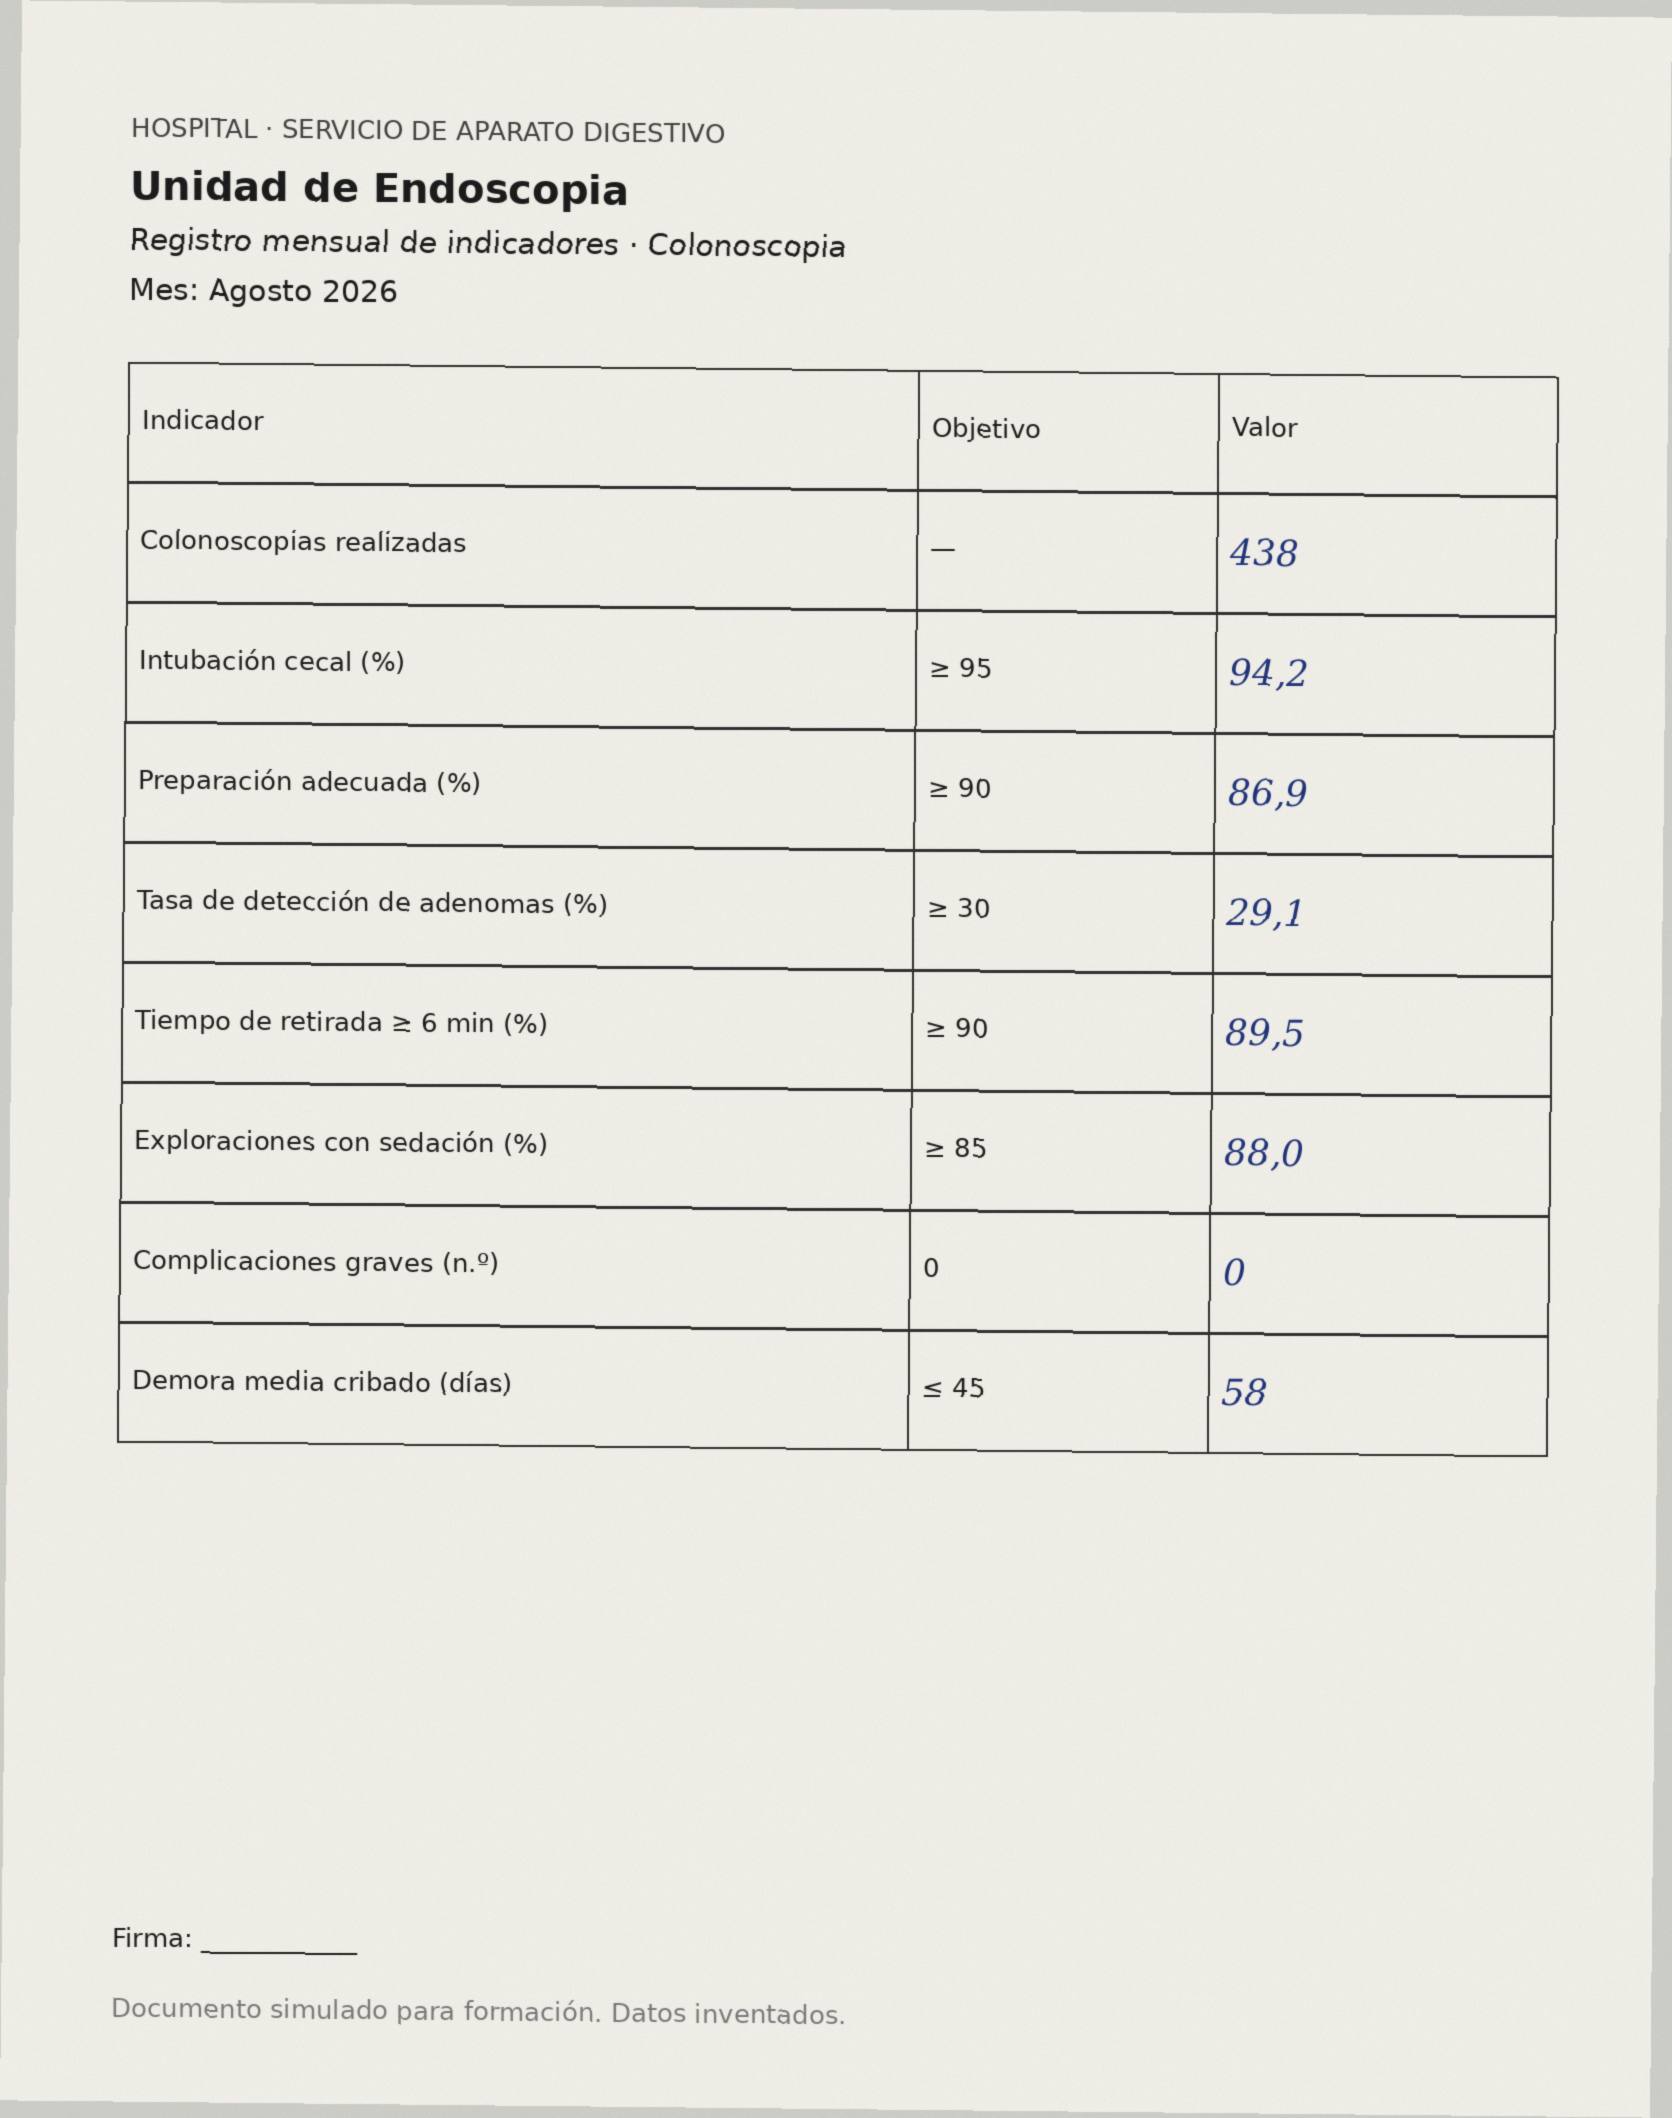 HOSPITAL · SERVICIO DE APARATO DIGESTIVO
Unidad de Endoscopia
Registro mensual de indicadores · Colonoscopia
Mes: Agosto 2026
Indicador Objetivo Valor
Colonoscopias realizadas — 438
Intubación cecal (%) ≥ 95 94,2
Preparación adecuada (%) ≥ 90 86,9
Tasa de detección de adenomas (%) ≥ 30 29,1
Tiempo de retirada ≥ 6 min (%) ≥ 90 89,5
Exploraciones con sedación (%) ≥ 85 88,0
Complicaciones graves (n.º) 0 0
Demora media cribado (días) ≤ 45 58
Firma: ____________
Documento simulado para formación. Datos inventados.